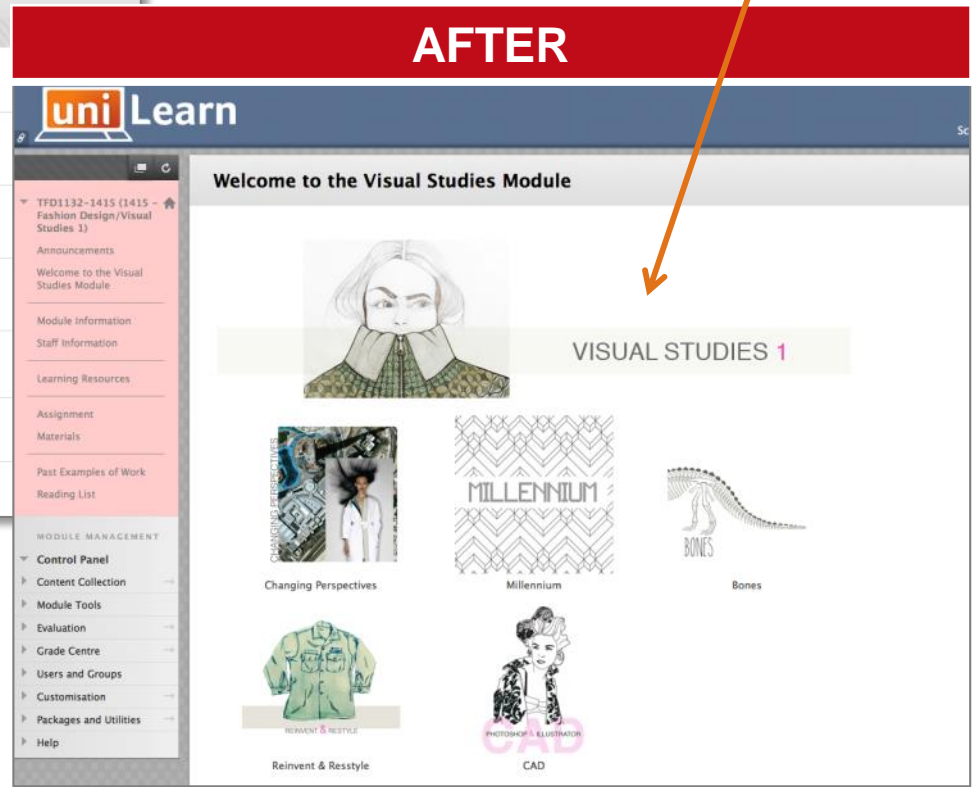 AFTER
uni Learn
Sc
Welcome to the Visual Studies Module
TFD1132-1415 (1415 -
Fashion Design/Visual
Studies 1)
Announcements
Welcome to the Visual
Studies Module
Module Information
Staff Information
Learning Resources
Assignment
Materials
Past Examples of Work
Reading List
MODULE MANAGEMENT
Control Panel
Content Collection
Module Tools
Evaluation
Grade Centre
Users and Groups
Customisation
Packages and Utilities
Help
VISUAL STUDIES 1
CHANGING PERSPECTIVES
Changing Perspectives
MILLENNIUM
Millennium
BONES
Bones
REINVENT & RESTYLE
Reinvent & Resstyle
CAD
PHOTOSHOP & ILLUSTRATOR
CAD